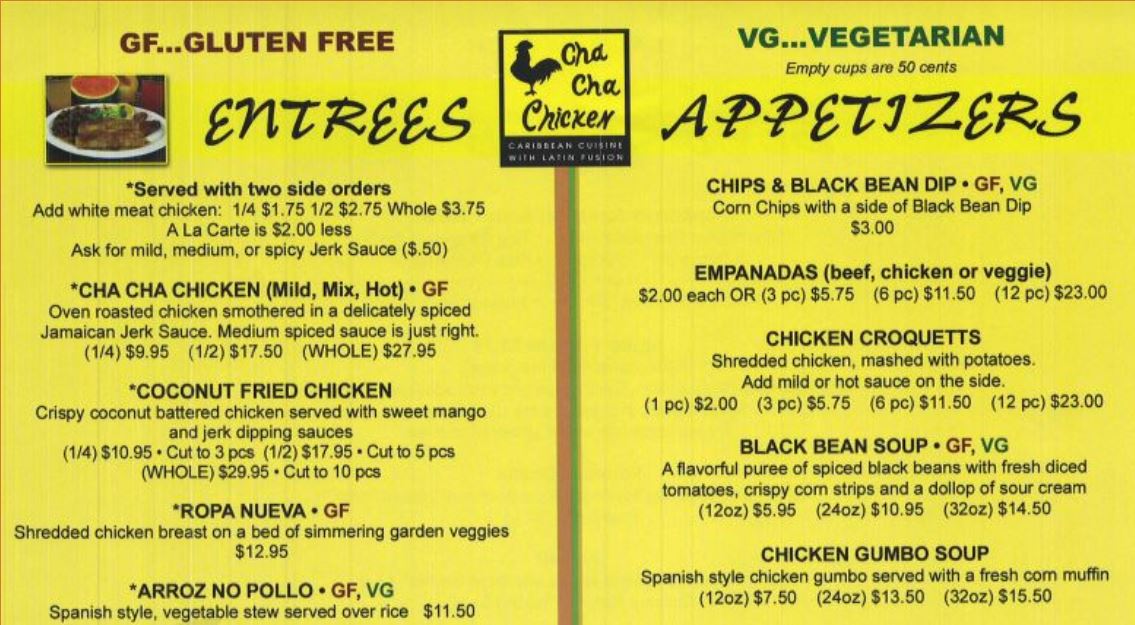 GF...GLUTEN FREE
ENTREES
*Served with two side orders
Add white meat chicken: 1/4 $1.75 1/2 $2.75 Whole $3.75
A La Carte is $2.00 less
Ask for mild, medium, or spicy Jerk Sauce ($.50)
*CHA CHA CHICKEN (Mild, Mix, Hot) • GF
Oven roasted chicken smothered in a delicately spiced
Jamaican Jerk Sauce. Medium spiced sauce is just right.
(1/4) $9.95 (1/2) $17.50 (WHOLE) $27.95
*COCONUT FRIED CHICKEN
Crispy coconut battered chicken served with sweet mango
and jerk dipping sauces
(1/4) $10.95 • Cut to 3 pcs (1/2) $17.95 • Cut to 5 pcs
(WHOLE) $29.95 • Cut to 10 pcs
*ROPA NUEVA • GF
Shredded chicken breast on a bed of simmering garden veggies
$12.95
*ARROZ NO POLLO • GF, VG
Spanish style, vegetable stew served over rice $11.50
Cha
Cha
Chicken
CARIBBEAN CUISINE
WITH LATIN FUSION
VG...VEGETARIAN
Empty cups are 50 cents
APPETIZERS
CHIPS & BLACK BEAN DIP • GF, VG
Corn Chips with a side of Black Bean Dip
$3.00
EMPANADAS (beef, chicken or veggie)
$2.00 each OR (3 pc) $5.75 (6 pc) $11.50 (12 pc) $23.00
CHICKEN CROQUETTS
Shredded chicken, mashed with potatoes.
Add mild or hot sauce on the side.
(1 pc) $2.00 (3 pc) $5.75 (6 pc) $11.50 (12 pc) $23.00
BLACK BEAN SOUP • GF, VG
A flavorful puree of spiced black beans with fresh diced
tomatoes, crispy corn strips and a dollop of sour cream
(12oz) $5.95 (24oz) $10.95 (32oz) $14.50
CHICKEN GUMBO SOUP
Spanish style chicken gumbo served with a fresh corn muffin
(12oz) $7.50 (24oz) $13.50 (32oz) $15.50